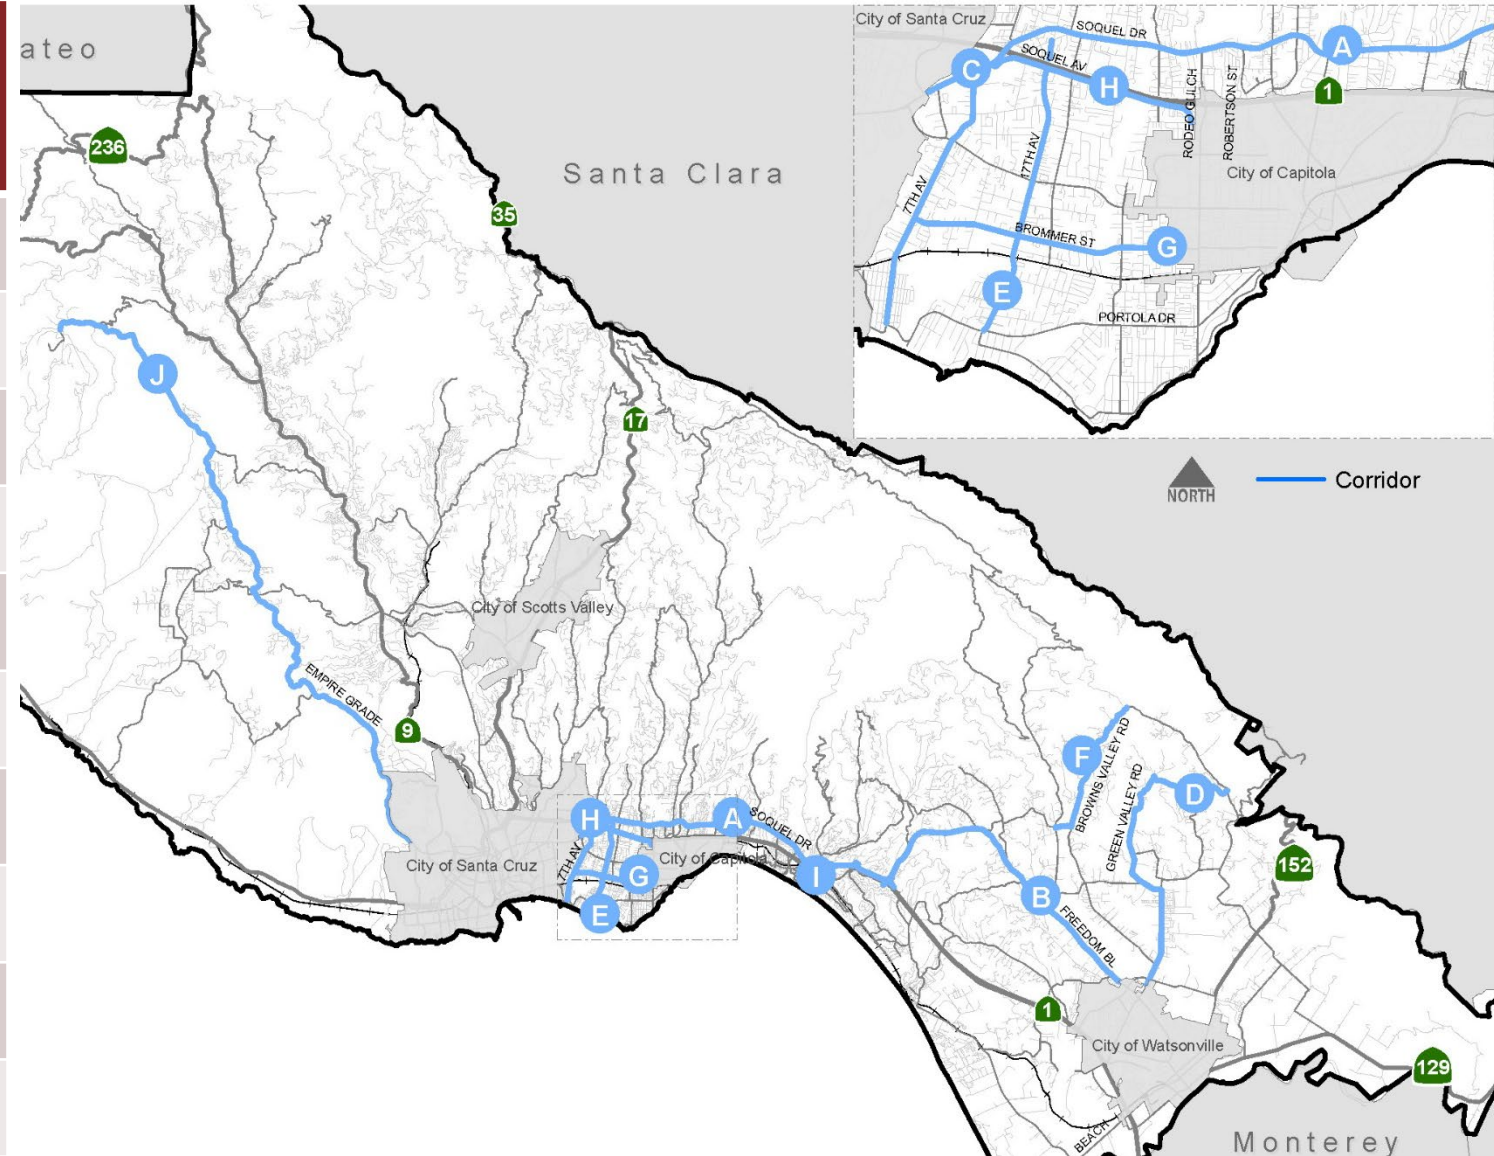 ateo
236
Santa Clara
35
J
17
City of Scotts Valley
EMPIRE GRADE
9
City of Santa Cruz
H
7TH AV
G
E
City of Capitola
A
SOQUEL DR
I
B
FREEDOM BL
F
BROWNS VALLEY RD
GREEN VALLEY RD
D
152
1
City of Watsonville
129
BEACH
Monterey
City of Santa Cruz
SOQUEL DR
A
C
SOQUEL AV
H
1
RODEO GULCH
ROBERTSON ST
City of Capitola
17TH AV
7TH AV
BROMMER ST
G
E
PORTOLA DR
NORTH
Corridor